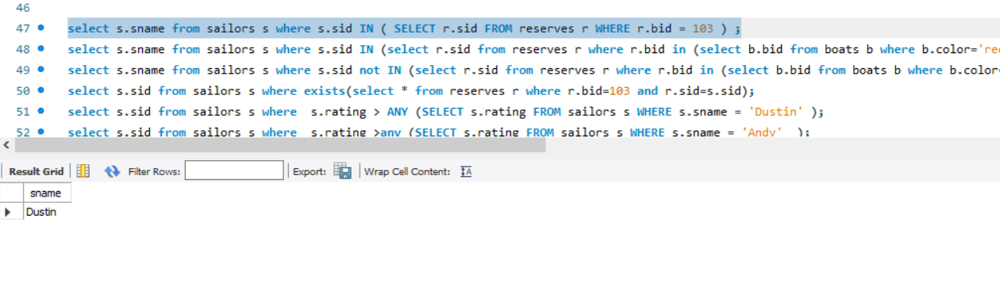 46
47 select s.sname from sailors s where s.sid IN ( SELECT r.sid FROM reserves r WHERE r.bid = 103 ) ;
48 select s.sname from sailors s where s.sid IN (select r.sid from reserves r where r.bid in (select b.bid from boats b where b.color='re
49 select s.sname from sailors s where s.sid not IN (select r.sid from reserves r where r.bid in (select b.bid from boats b where b.color=
50 select s.sid from sailors s where exists(select * from reserves r where r.bid=103 and r.sid=s.sid);
51 select s.sid from sailors s where  s.rating > ANY (SELECT s.rating FROM sailors s WHERE s.sname = 'Dustin' );
52 select s.sid from sailors s where  s.rating >any (SELECT s.rating FROM sailors s WHERE s.sname = 'Andy'  );
Result Grid Filter Rows: Export: Wrap Cell Content: IA
sname
Dustin